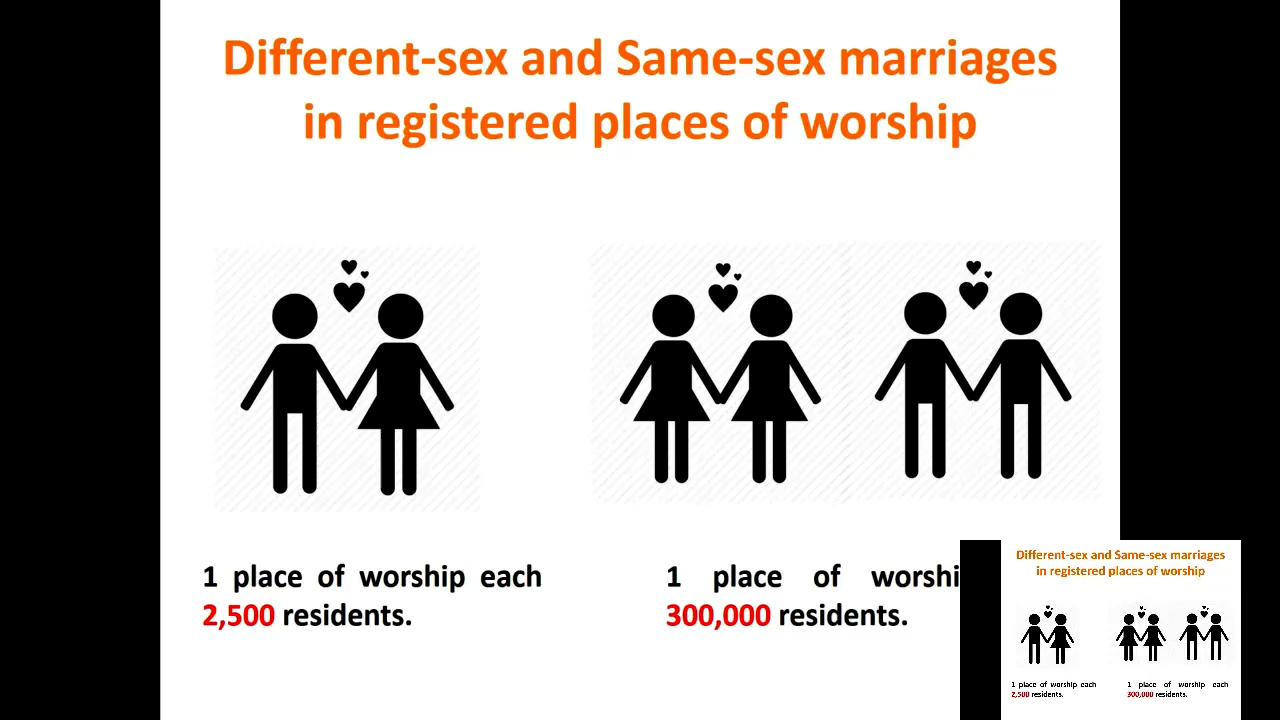 Different-sex and Same-sex marriages
in registered places of worship
1 place of worship each
2,500 residents.
1 place of worshi
300,000 residents.
Different-sex and Same-sex marriages
in registered places of worship
1 place of worship each
2,500 residents.
1 place of worship each
300,000 residents.